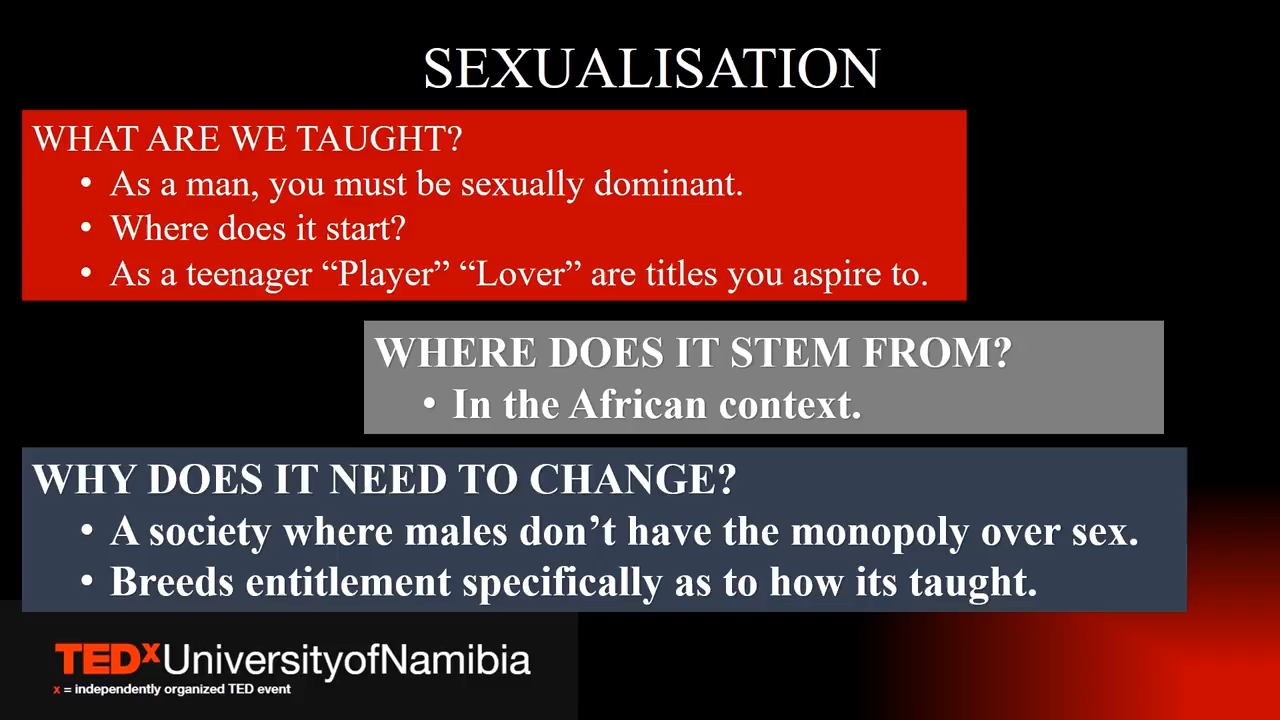 SEXUALISATION
WHAT ARE WE TAUGHT?
• As a man, you must be sexually dominant.
• Where does it start?
• As a teenager “Player” “Lover” are titles you aspire to.
WHERE DOES IT STEM FROM?
• In the African context.
WHY DOES IT NEED TO CHANGE?
• A society where males don’t have the monopoly over sex.
• Breeds entitlement specifically as to how its taught.
TEDxUniversityofNamibia
x = independently organized TED event